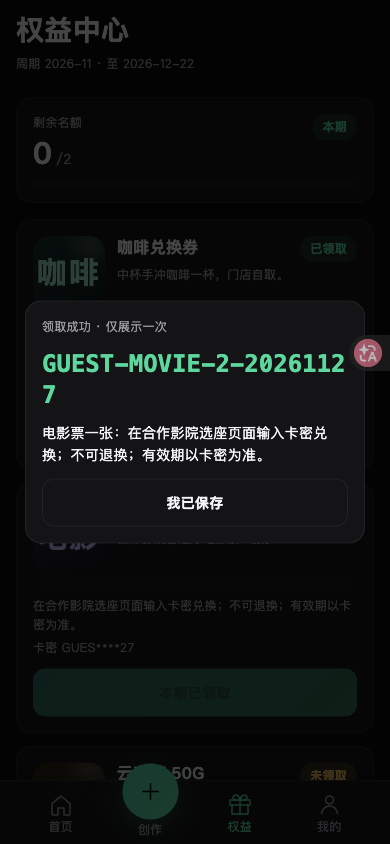 权益中心
周期 2026-11 · 至 2026-12-22
剩余名额
本期
0 /2
咖啡
咖啡兑换券
已领取
中杯手冲咖啡一杯，门店自取。
领取成功 · 仅展示一次
GUEST-MOVIE-2-2026112
7
电影票一张：在合作影院选座页面输入卡密兑
换；不可退换；有效期以卡密为准。
我已保存
电影
在合作影院选座页面输入卡密兑换；不可退换；有效期以卡
密为准。
卡密 GUES****27
本期已领取
50G
未领取
首页
创作
权益
我的